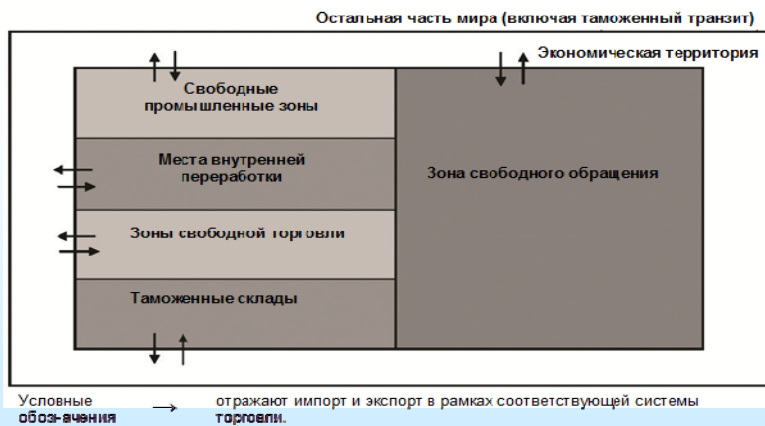 Остальная часть мира (включая таможенный транзит)
Экономическая территория
Свободные
промышленные зоны
Места внутренней
переработки
Зона свободного обращения
Зоны свободной торговли
Таможенные склады
Условные → отражают импорт и экспорт в рамках соответствующей системы
обозначения торговли.